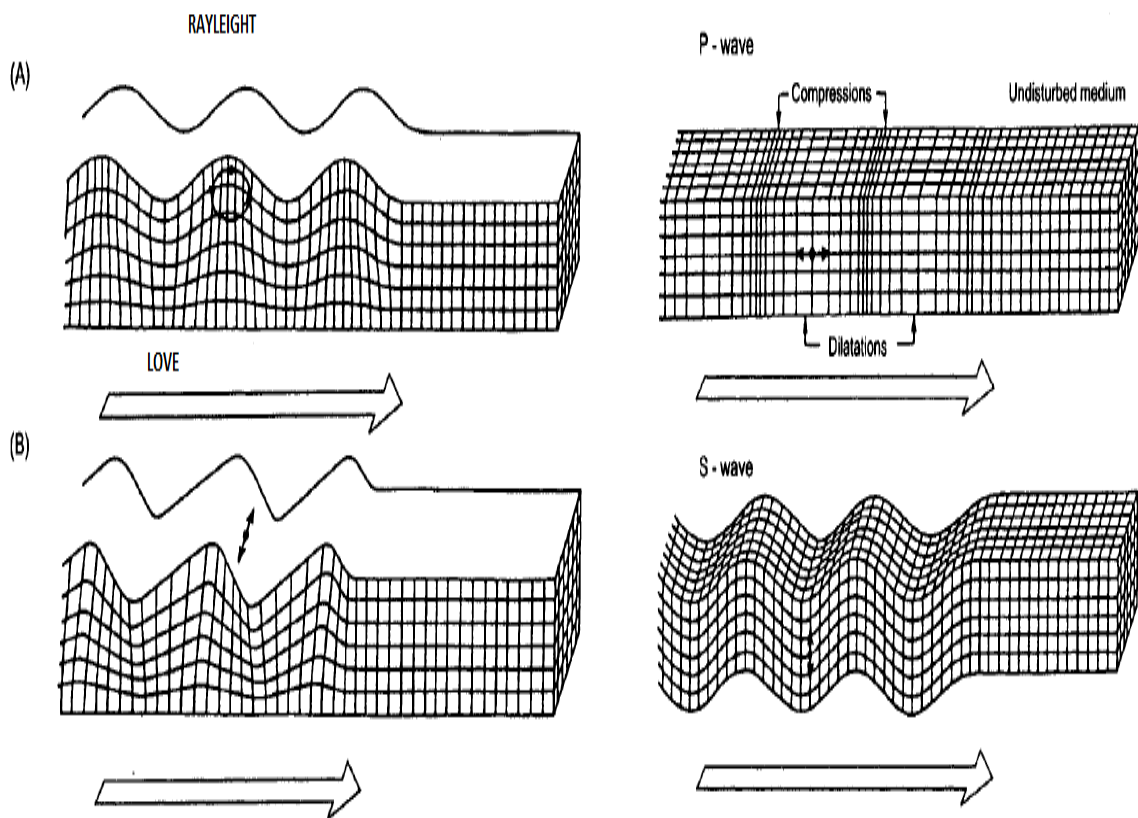 RAYLEIGHT
(A)
LOVE
(B)
P - wave
Compressions
Undisturbed medium
Dilatations
S - wave